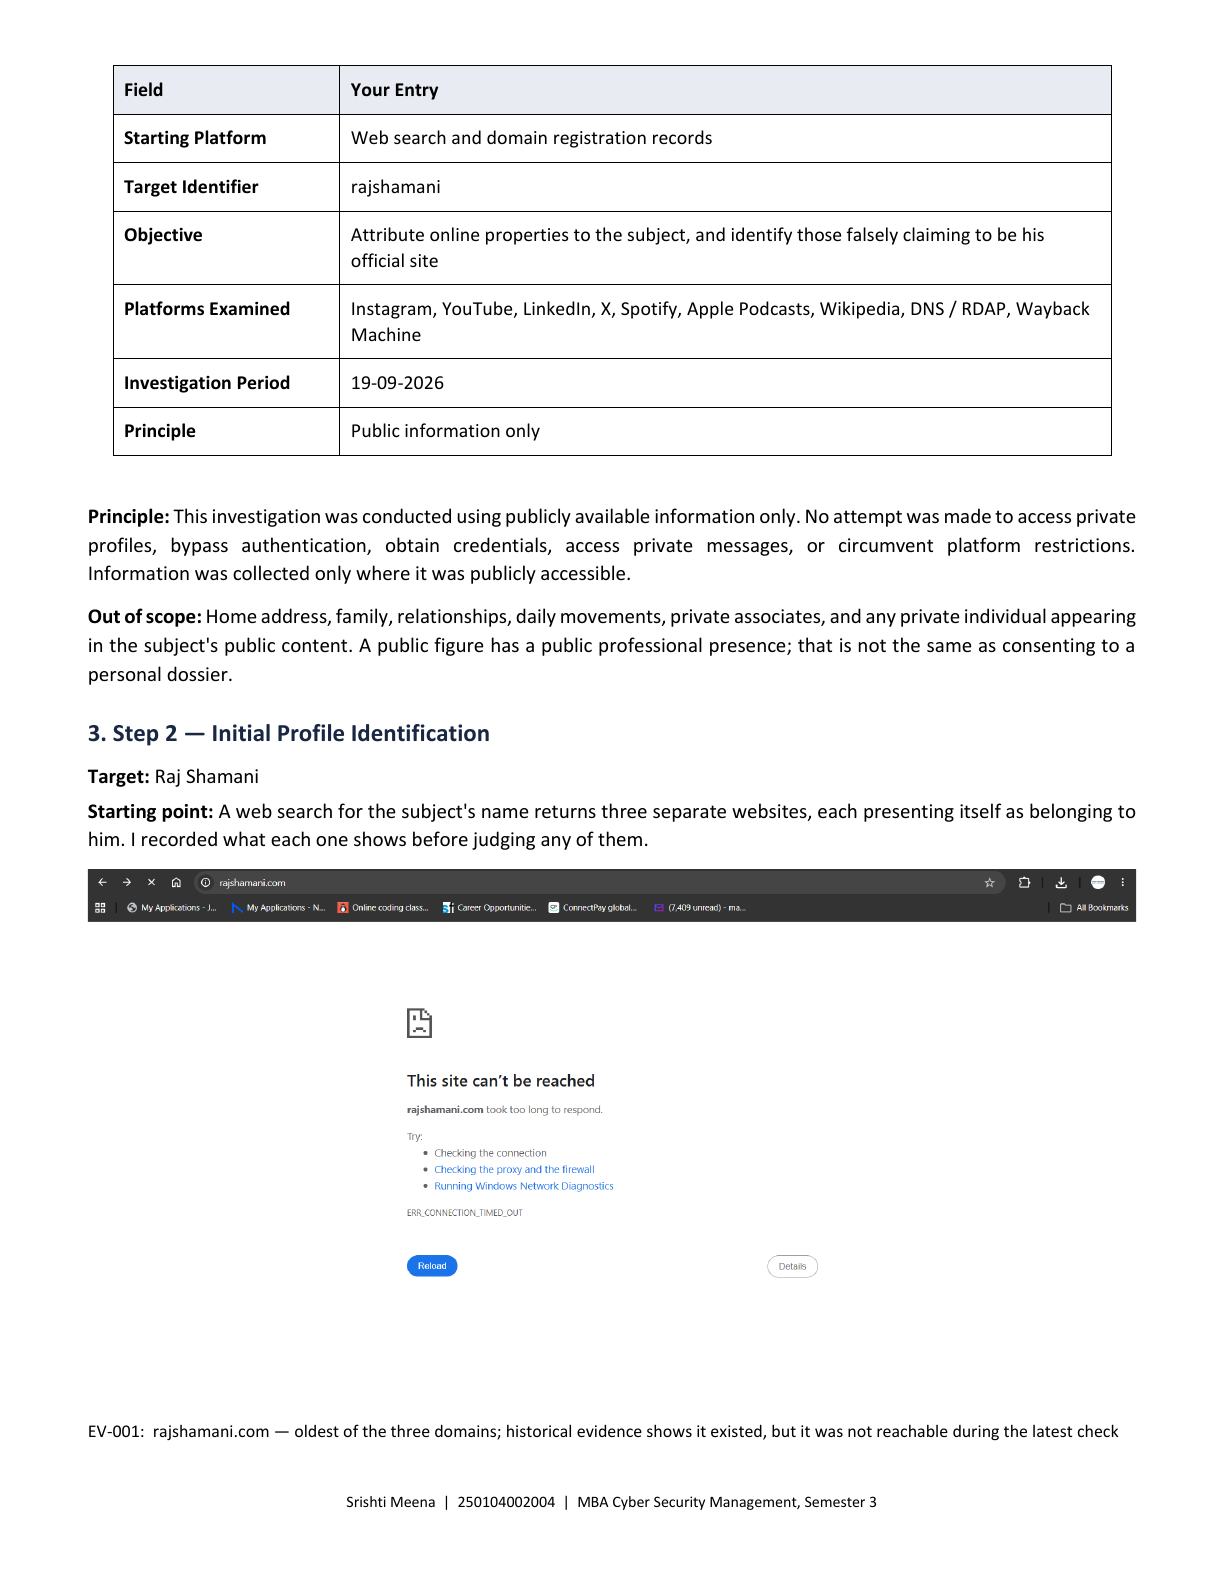 Field Your Entry
Starting Platform Web search and domain registration records
Target Identifier rajshamani
Objective Attribute online properties to the subject, and identify those falsely claiming to be his
official site
Platforms Examined Instagram, YouTube, LinkedIn, X, Spotify, Apple Podcasts, Wikipedia, DNS / RDAP, Wayback
Machine
Investigation Period 19-09-2026
Principle Public information only
Principle: This investigation was conducted using publicly available information only. No attempt was made to access private
profiles, bypass authentication, obtain credentials, access private messages, or circumvent platform restrictions.
Information was collected only where it was publicly accessible.
Out of scope: Home address, family, relationships, daily movements, private associates, and any private individual appearing
in the subject's public content. A public figure has a public professional presence; that is not the same as consenting to a
personal dossier.
3. Step 2 — Initial Profile Identification
Target: Raj Shamani
Starting point: A web search for the subject's name returns three separate websites, each presenting itself as belonging to
him. I recorded what each one shows before judging any of them.
rajshamani.com
My Applications - J... My Applications - N... Online coding class... Career Opportunitie... ConnectPay global... (7,409 unread) - ma... All Bookmarks
This site can't be reached
rajshamani.com took too long to respond.
Try:
• Checking the connection
• Checking the proxy and the firewall
• Running Windows Network Diagnostics
ERR_CONNECTION_TIMED_OUT
Reload Details
EV-001: rajshamani.com — oldest of the three domains; historical evidence shows it existed, but it was not reachable during the latest check
Srishti Meena | 250104002004 | MBA Cyber Security Management, Semester 3